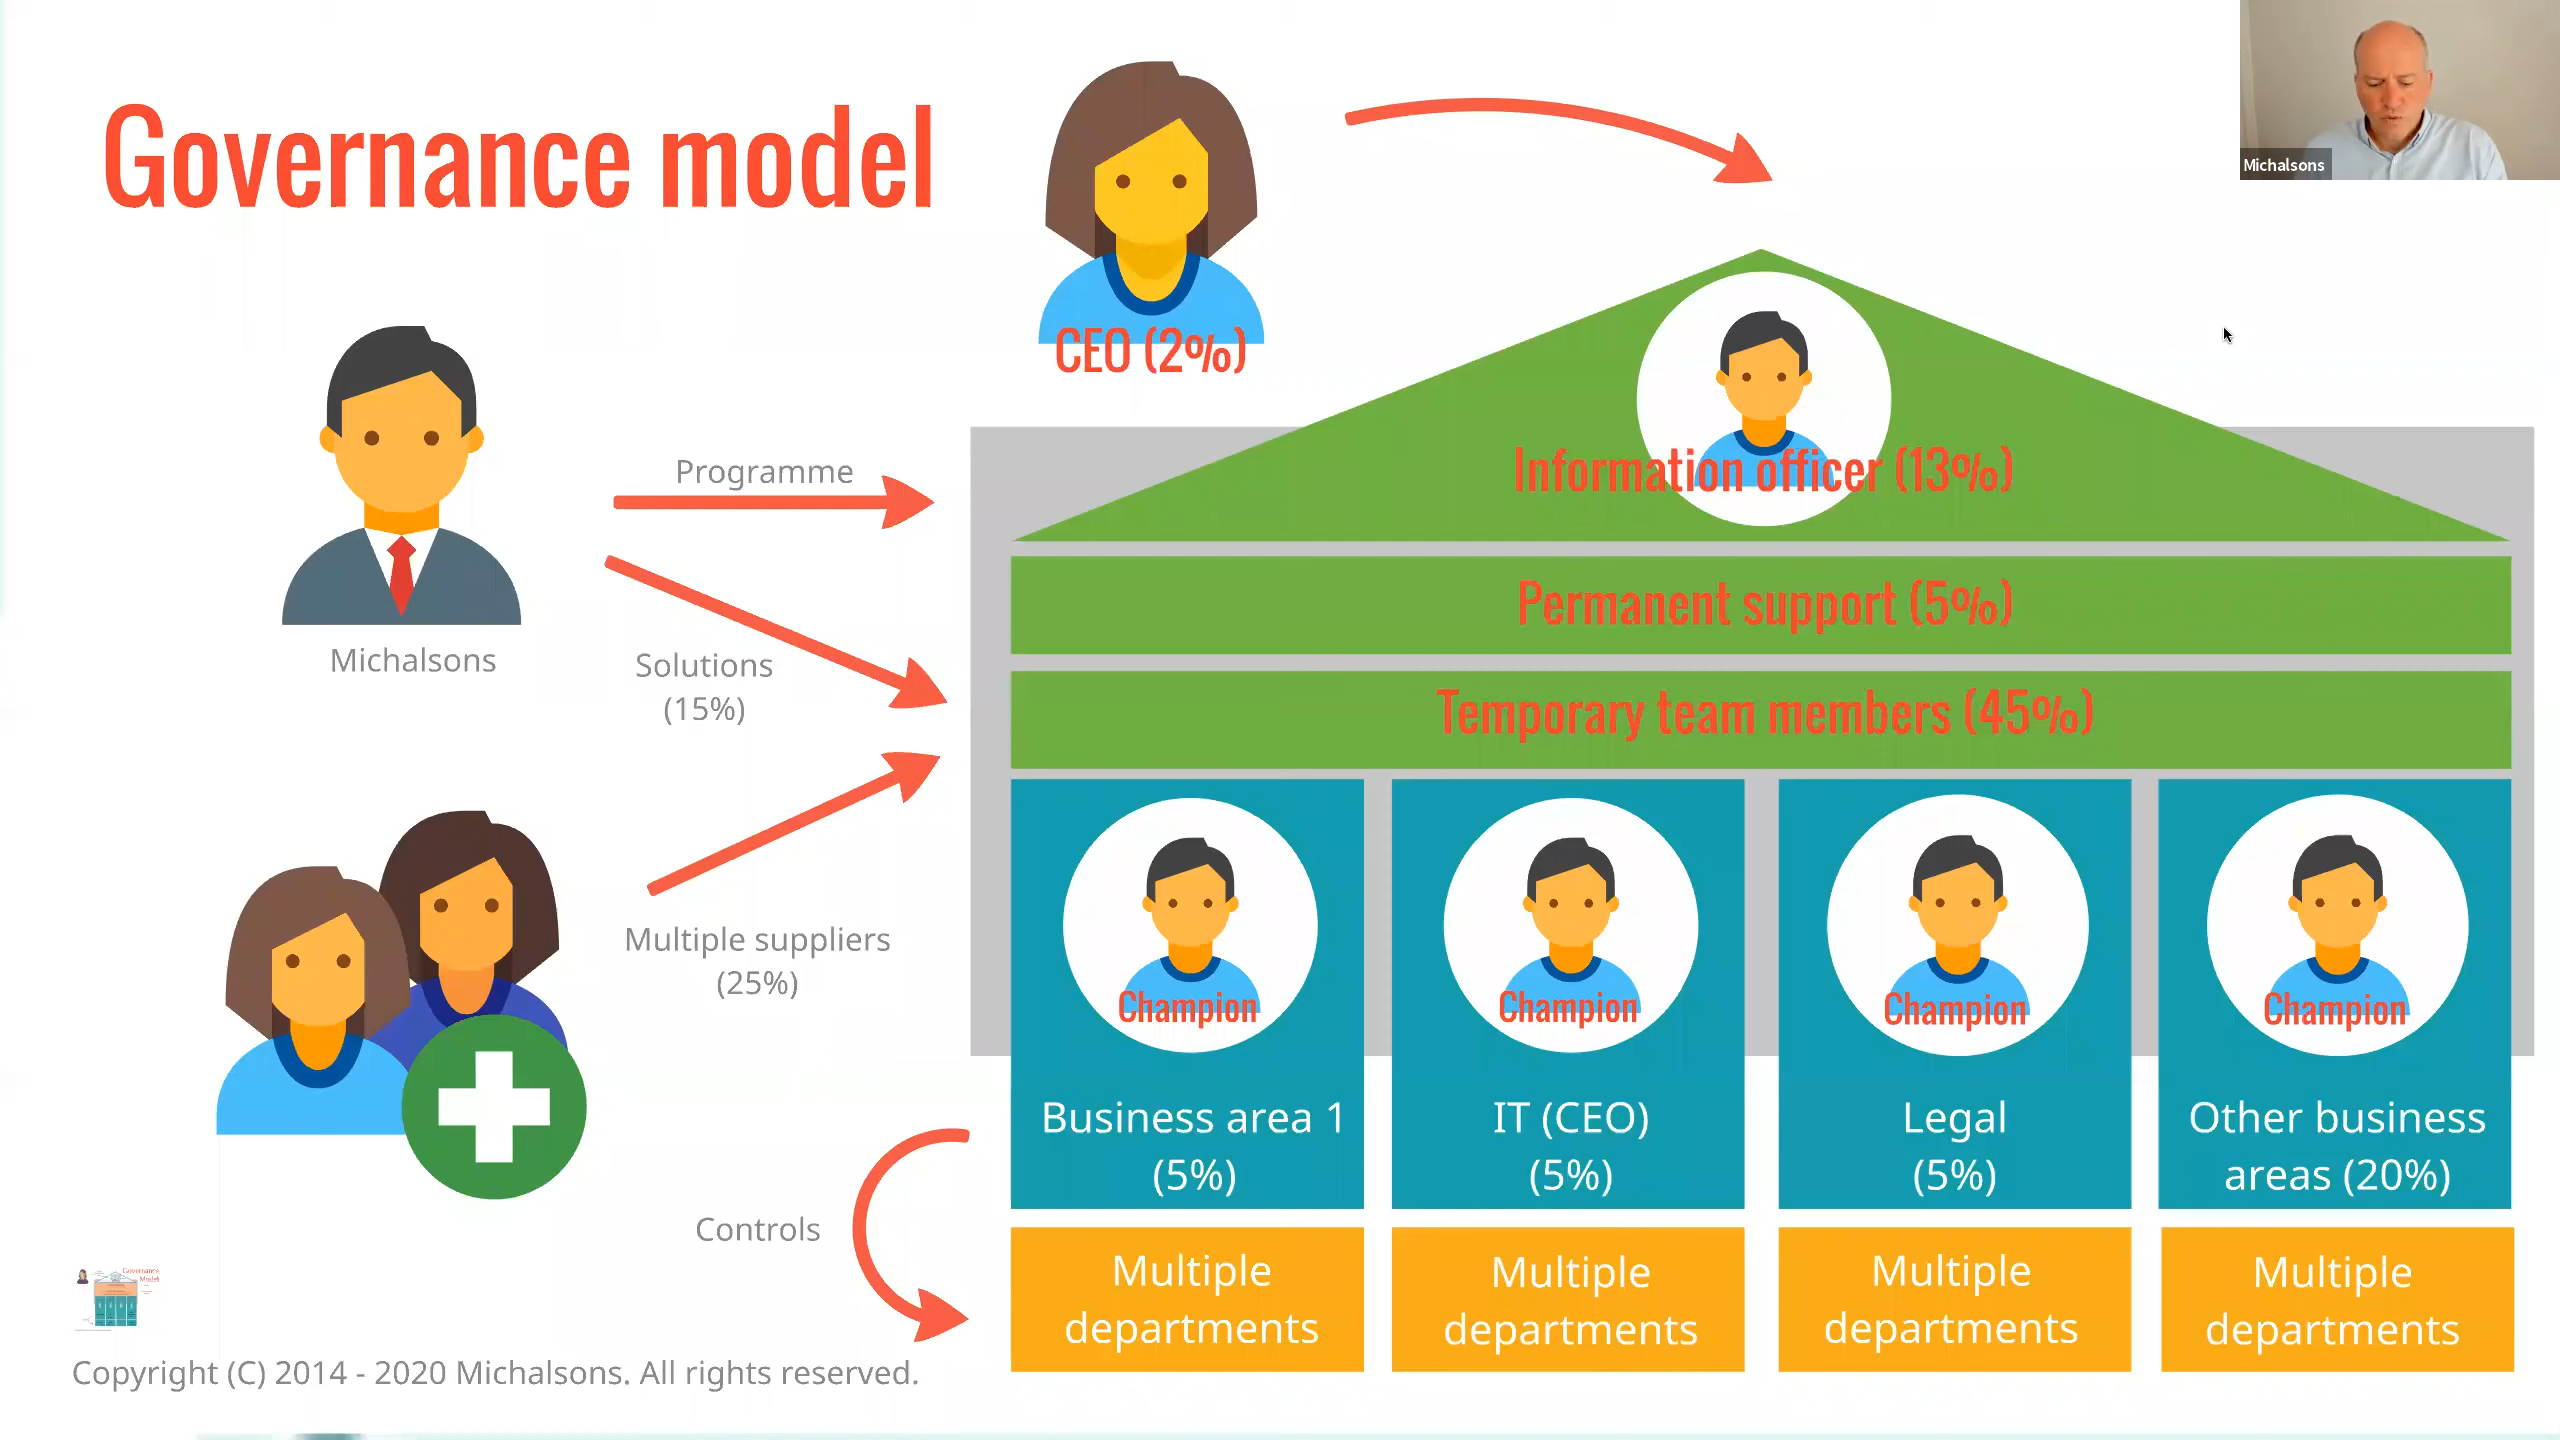 Governance model
Michalsons
CEO (2%)
Information officer (13%)
Programme
Permanent support (5%)
Michalsons
Solutions
(15%)
Temporary team members (45%)
Multiple suppliers
(25%)
Champion
Champion
Champion
Champion
Business area 1
(5%)
IT (CEO)
(5%)
Legal
(5%)
Other business
areas (20%)
Controls
Multiple
departments
Multiple
departments
Multiple
departments
Multiple
departments
Governance
Model
Copyright (C) 2014 - 2020 Michalsons. All rights reserved.